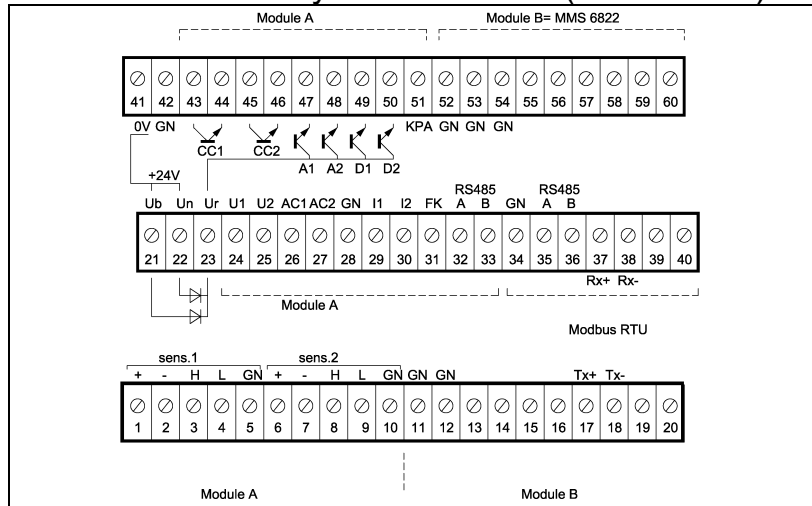 Module A Module B= MMS 6822
41 42 43 44 45 46 47 48 49 50 51 52 53 54 55 56 57 58 59 60
0V GN KPA GN GN GN
CC1 CC2 A1 A2 D1 D2
+24V
RS485 RS485
Ub Un Ur U1 U2 AC1 AC2 GN I1 I2 FK A B GN A B
21 22 23 24 25 26 27 28 29 30 31 32 33 34 35 36 37 38 39 40
Rx+ Rx-
Module A
Modbus RTU
sens.1 sens.2
+ - H L GN + - H L GN GN GN Tx+ Tx-
1 2 3 4 5 6 7 8 9 10 11 12 13 14 15 16 17 18 19 20
Module A Module B